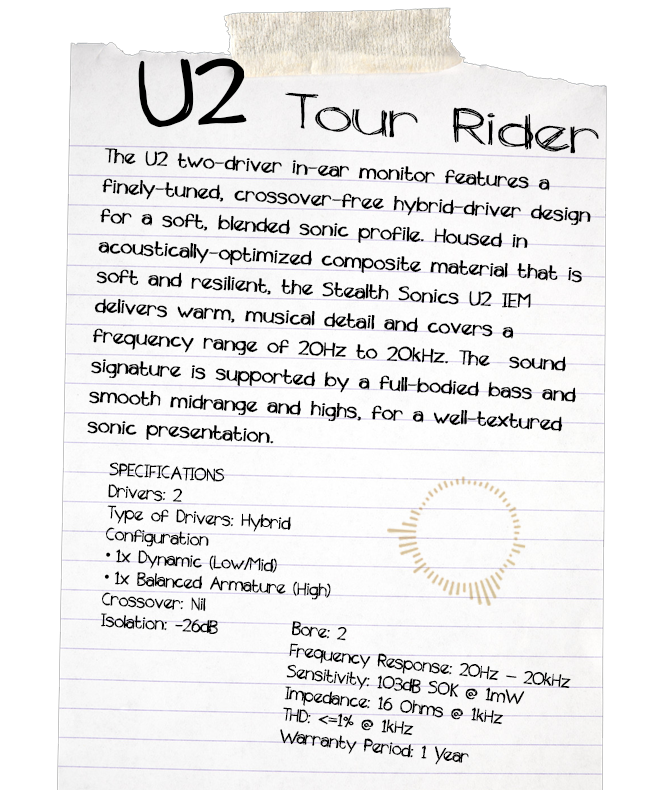 U2 Tour Rider
The U2 two-driver in-ear monitor features a
finely-tuned, crossover-free hybrid-driver design
for a soft, blended sonic profile. Housed in
acoustically-optimized composite material that is
soft and resilient, the Stealth Sonics U2 IEM
delivers warm, musical detail and covers a
frequency range of 20Hz to 20kHz. The sound
signature is supported by a full-bodied bass and
smooth midrange and highs, for a well-textured
sonic presentation.
SPECIFICATIONS
Drivers: 2
Type of Drivers: Hybrid
Configuration
• 1x Dynamic (Low/Mid)
• 1x Balanced Armature (High)
Crossover: Nil
Isolation: -26dB
Bore: 2
Frequency Response: 20Hz – 20kHz
Sensitivity: 103dB SOK @ 1mW
Impedance: 16 Ohms @ 1kHz
THD: <=1% @ 1kHz
Warranty Period: 1 Year